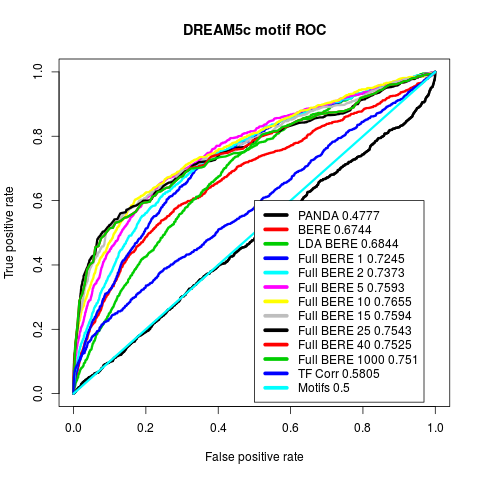 DREAM5c motif ROC
True positive rate
1.0
0.8
0.6
0.4
0.2
0.0
PANDA 0.4777
BERE 0.6744
LDA BERE 0.6844
Full BERE 1 0.7245
Full BERE 2 0.7373
Full BERE 5 0.7593
Full BERE 10 0.7655
Full BERE 15 0.7594
Full BERE 25 0.7543
Full BERE 40 0.7525
Full BERE 1000 0.751
TF Corr 0.5805
Motifs 0.5
0.0 0.2 0.4 0.6 0.8 1.0
False positive rate